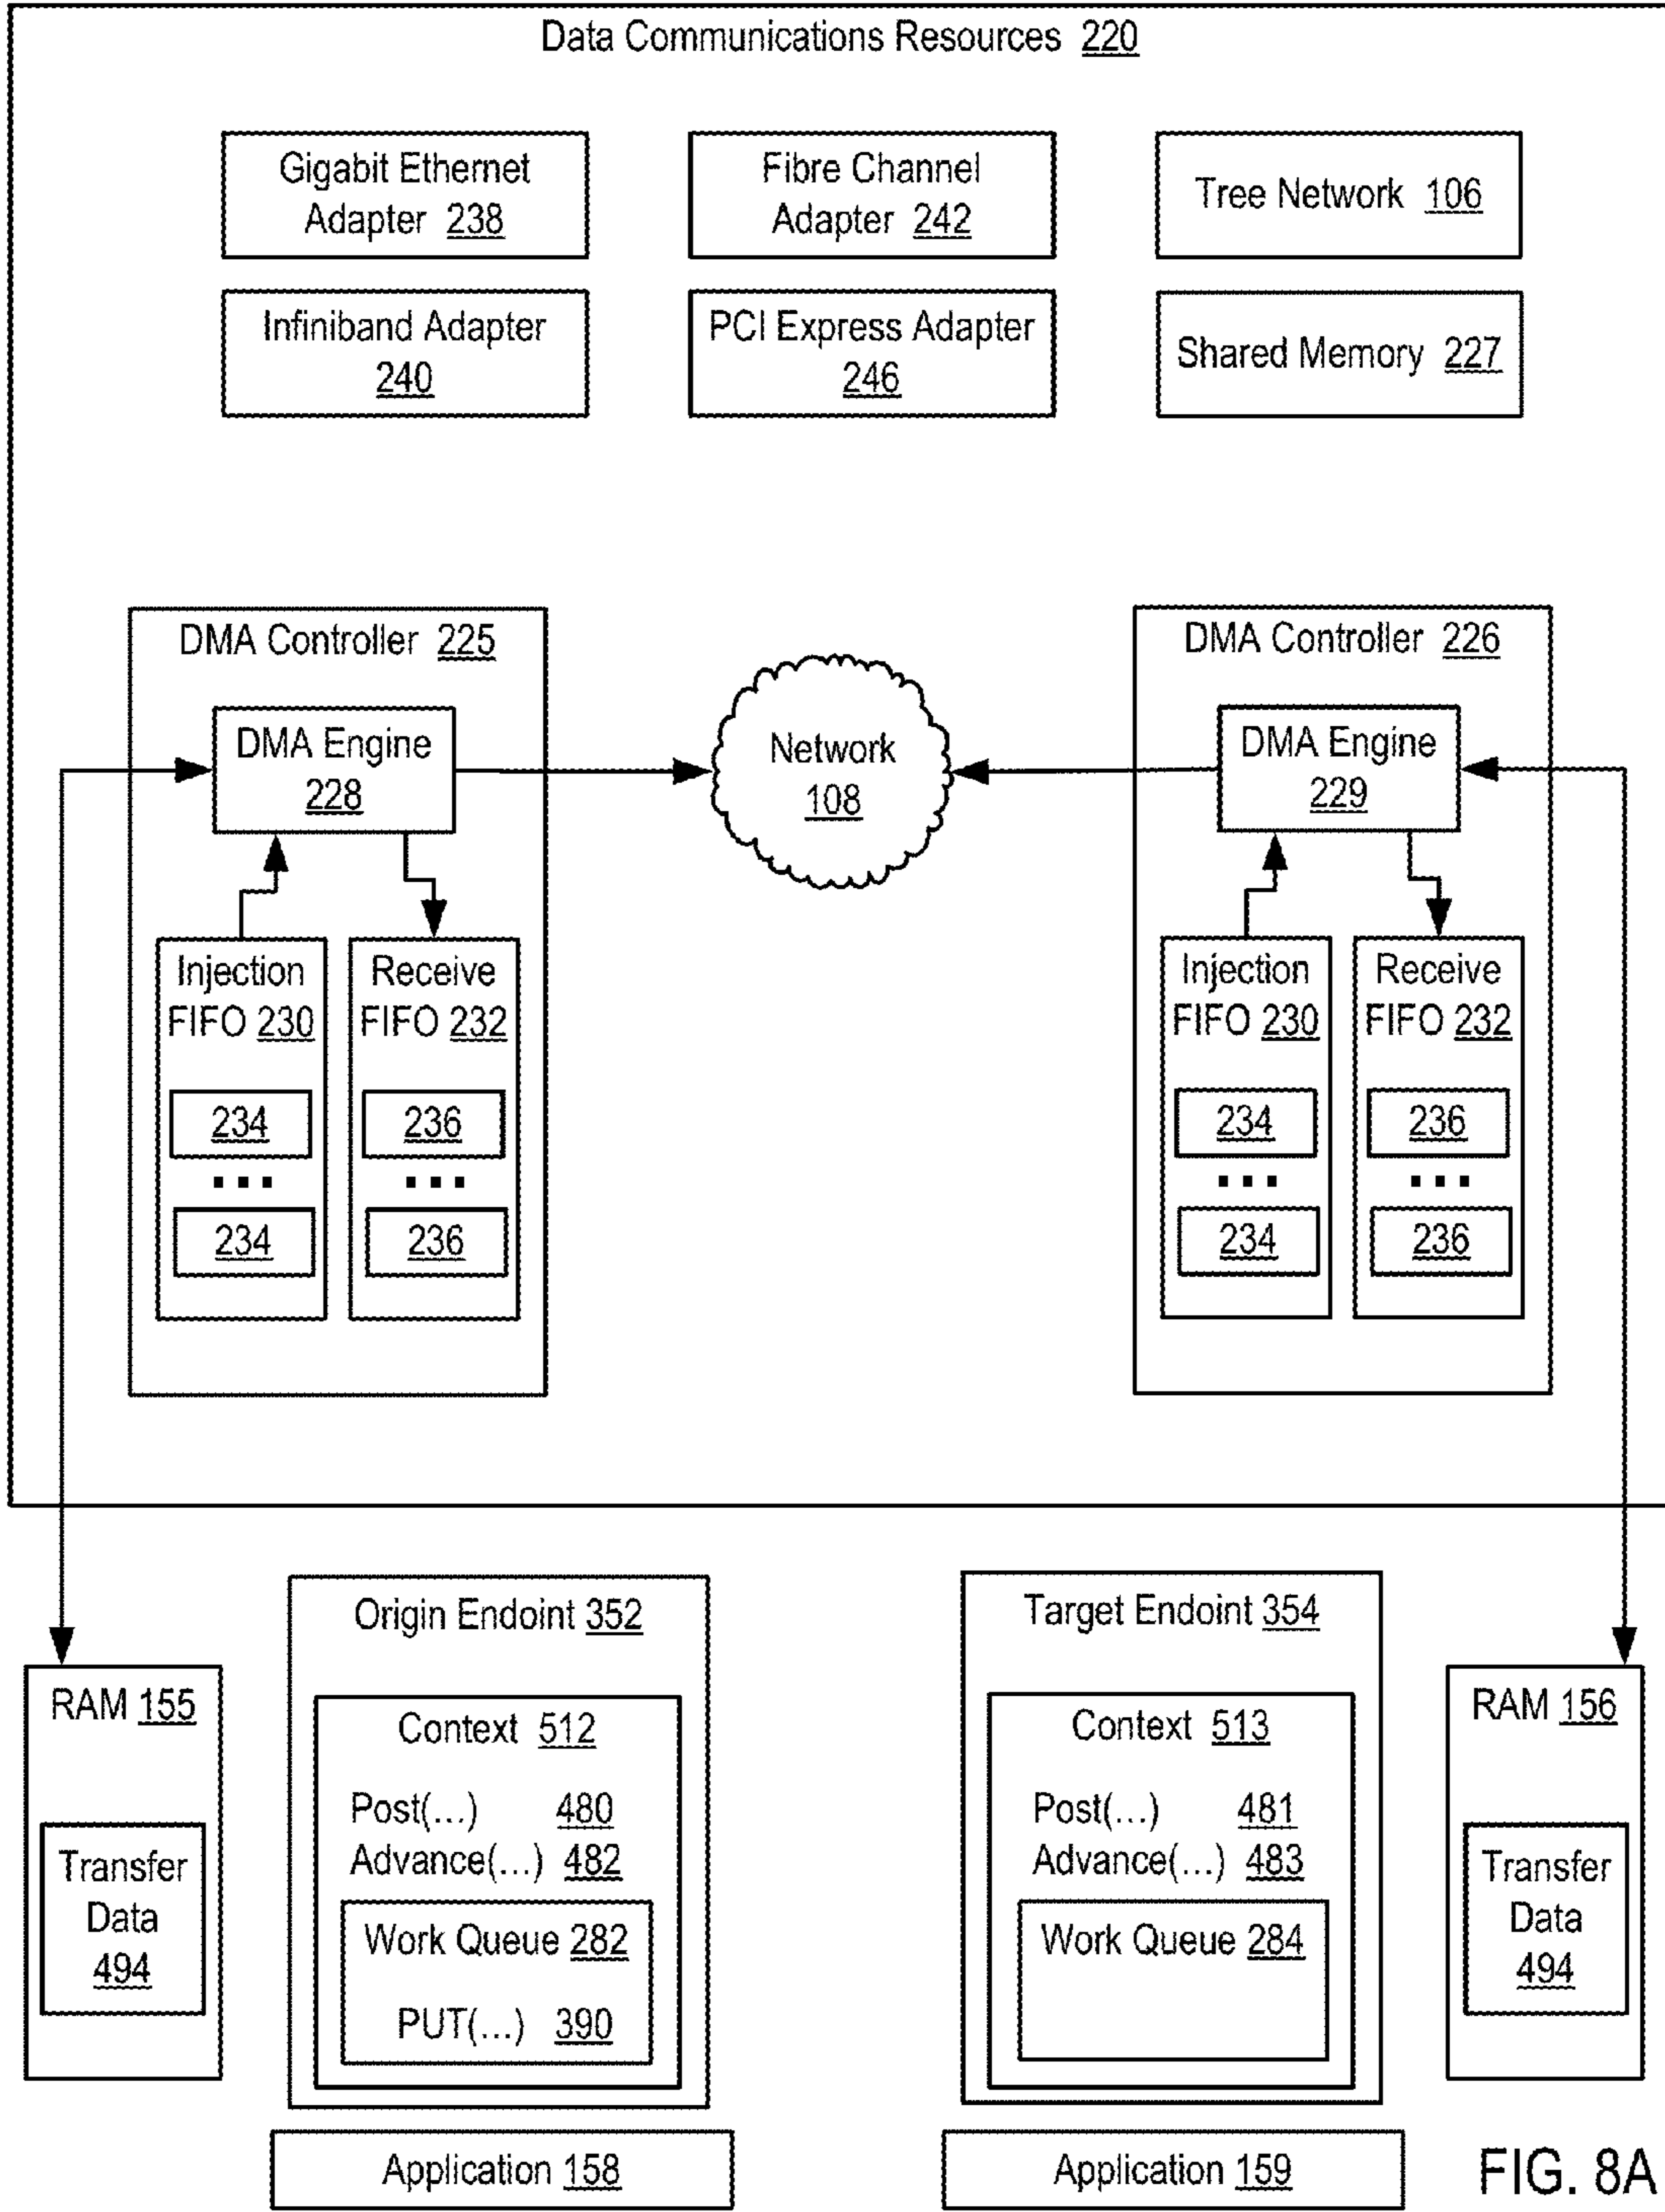 Data Communications Resources 220
Gigabit Ethernet
Adapter 238
Fibre Channel
Adapter 242
Tree Network 106
Infiniband Adapter
240
PCI Express Adapter
246
Shared Memory 227
DMA Controller 225
DMA Engine
228
Injection
FIFO 230
234
...
234
Receive
FIFO 232
236
...
236
Network
108
DMA Controller 226
DMA Engine
229
Injection
FIFO 230
234
...
234
Receive
FIFO 232
236
...
236
RAM 155
Transfer
Data
494
Origin Endoint 352
Context 512
Post(...) 480
Advance(...) 482
Work Queue 282
PUT(...) 390
Application 158
Target Endoint 354
Context 513
Post(...) 481
Advance(...) 483
Work Queue 284
Application 159
RAM 156
Transfer
Data
494
FIG. 8A